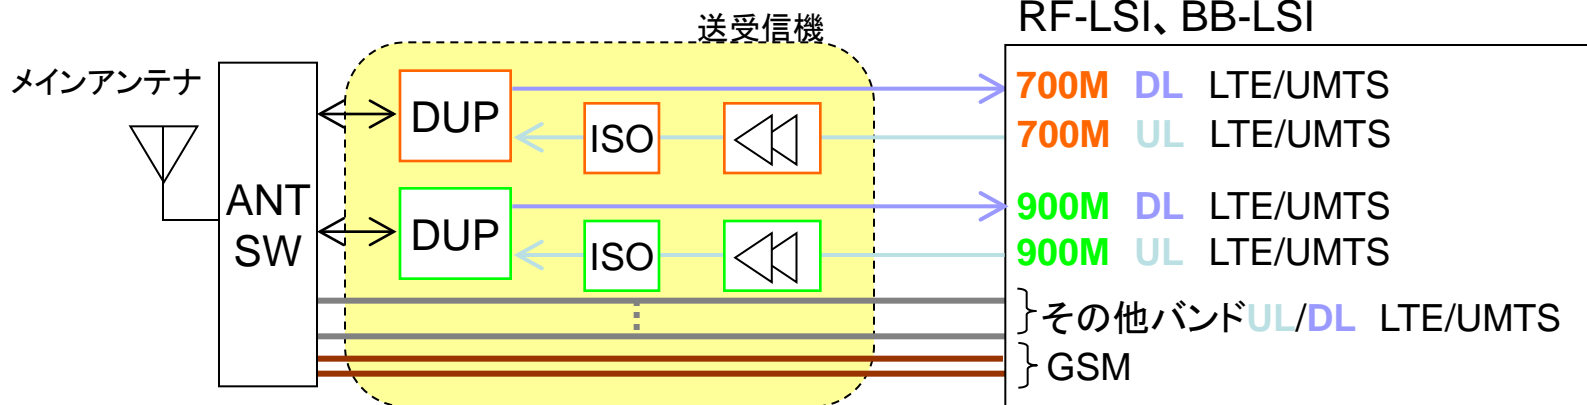 送受信機
RF-LSI、BB-LSI
メインアンテナ
DUP
ISO
700M DL LTE/UMTS
700M UL LTE/UMTS
ANT
SW
DUP
ISO
900M DL LTE/UMTS
900M UL LTE/UMTS
その他バンドUL/DL LTE/UMTS
GSM